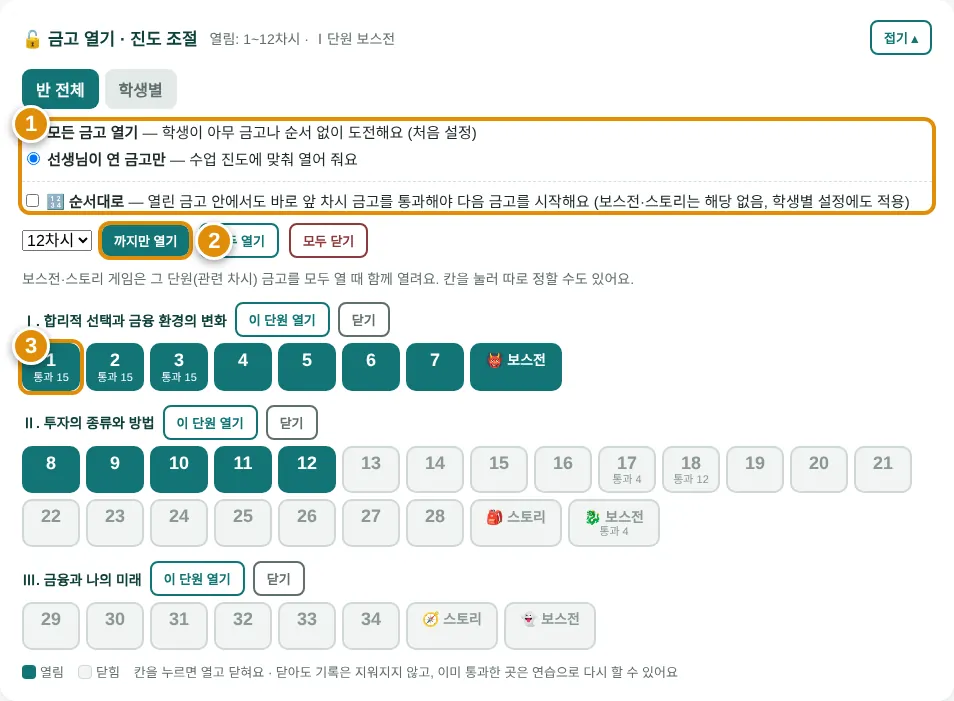 금고 열기 · 진도 조절 열림: 1~12차시 · Ⅰ단원 보스전 접기 ▲
반 전체 학생별
1
모든 금고 열기 — 학생이 아무 금고나 순서 없이 도전해요 (처음 설정)
선생님이 연 금고만 — 수업 진도에 맞춰 열어 줘요
순서대로 — 열린 금고 안에서도 바로 앞 차시 금고를 통과해야 다음 금고를 시작해요 (보스전·스토리는 해당 없음, 학생별 설정에도 적용)
12차시 까지만 열기 2 열기 모두 닫기
보스전·스토리 게임은 그 단원(관련 차시) 금고를 모두 열 때 함께 열려요. 칸을 눌러 따로 정할 수도 있어요.
Ⅰ. 합리적 선택과 금융 환경의 변화 이 단원 열기 닫기
3
1 2 3 4 5 6 7 보스전
통과 15 통과 15 통과 15
Ⅱ. 투자의 종류와 방법 이 단원 열기 닫기
8 9 10 11 12 13 14 15 16 17 18 19 20 21
통과 4 통과 12
22 23 24 25 26 27 28 스토리 보스전
통과 4
Ⅲ. 금융과 나의 미래 이 단원 열기 닫기
29 30 31 32 33 34 스토리 보스전
열림 닫힘 칸을 누르면 열고 닫혀요 · 닫아도 기록은 지워지지 않고, 이미 통과한 곳은 연습으로 다시 할 수 있어요